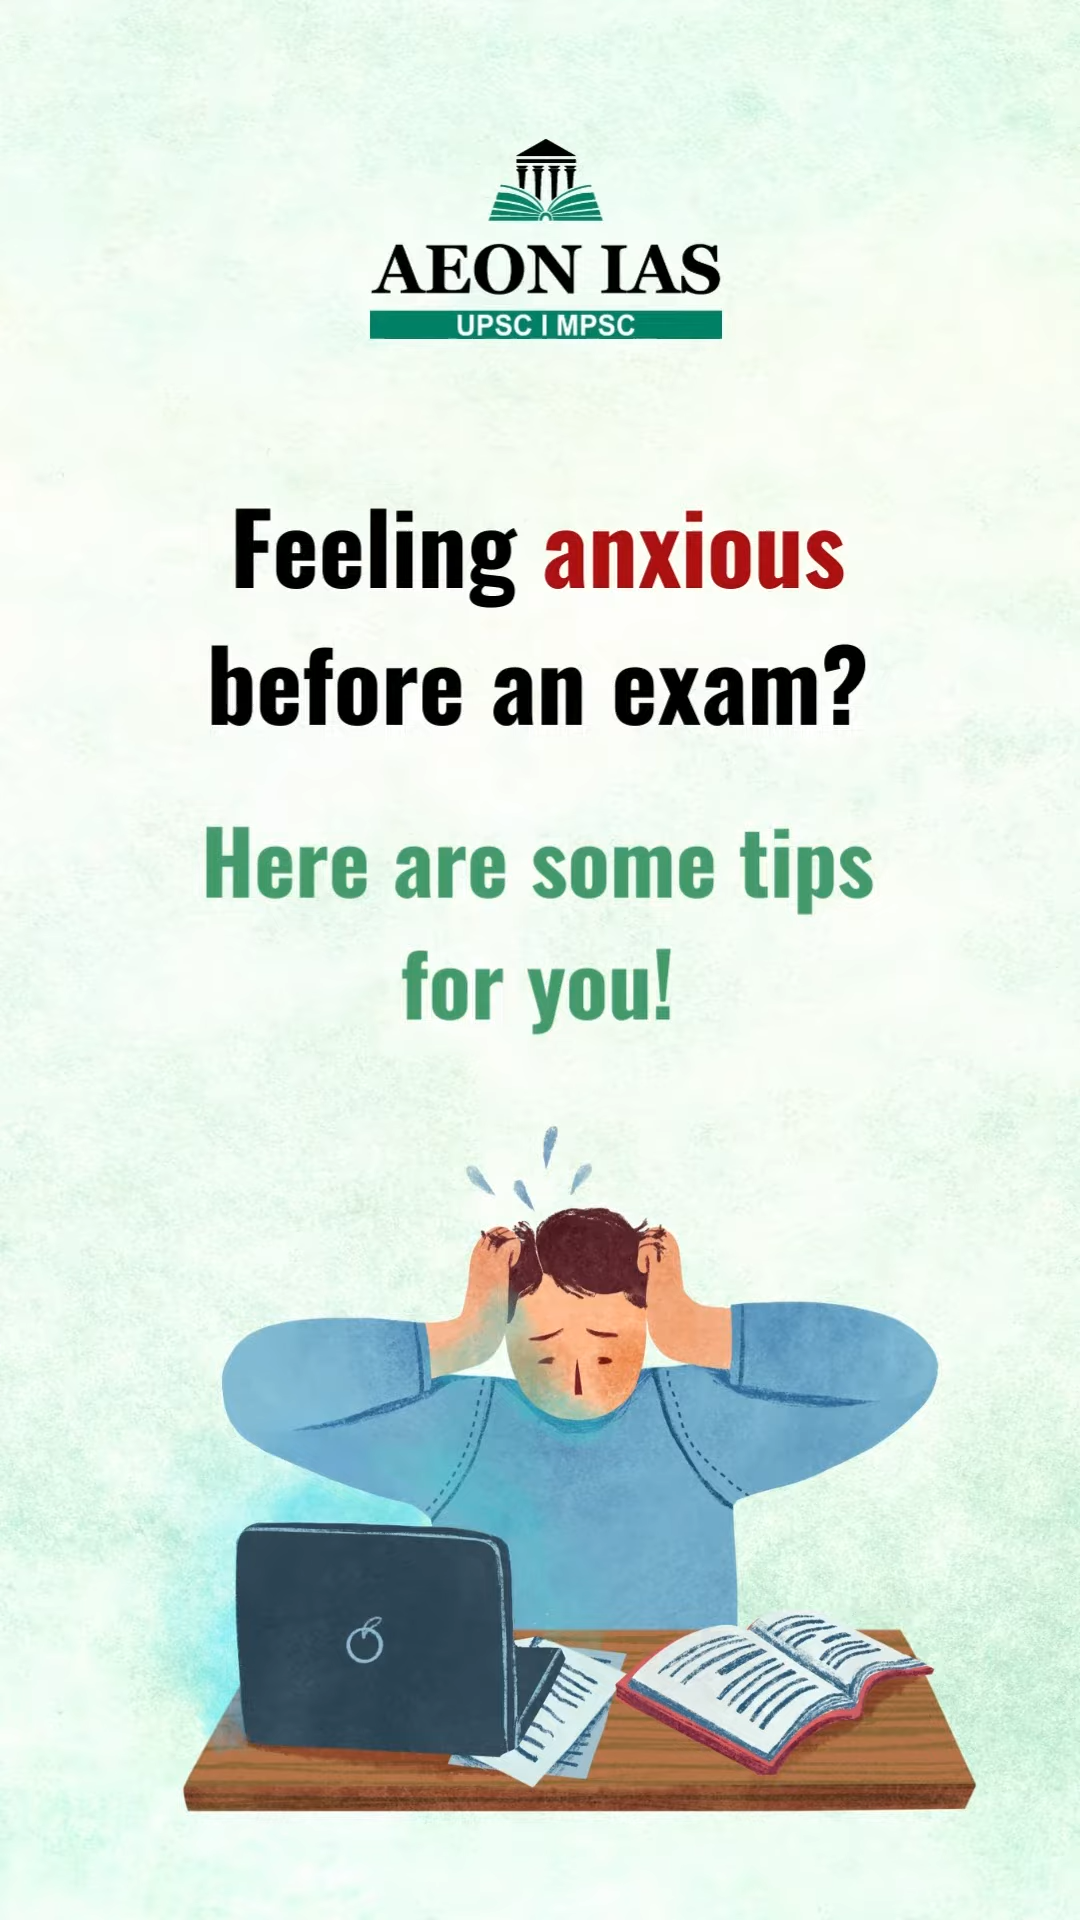 AEON IAS
UPSC | MPSC
Feeling anxious
before an exam?
Here are some tips
for you!